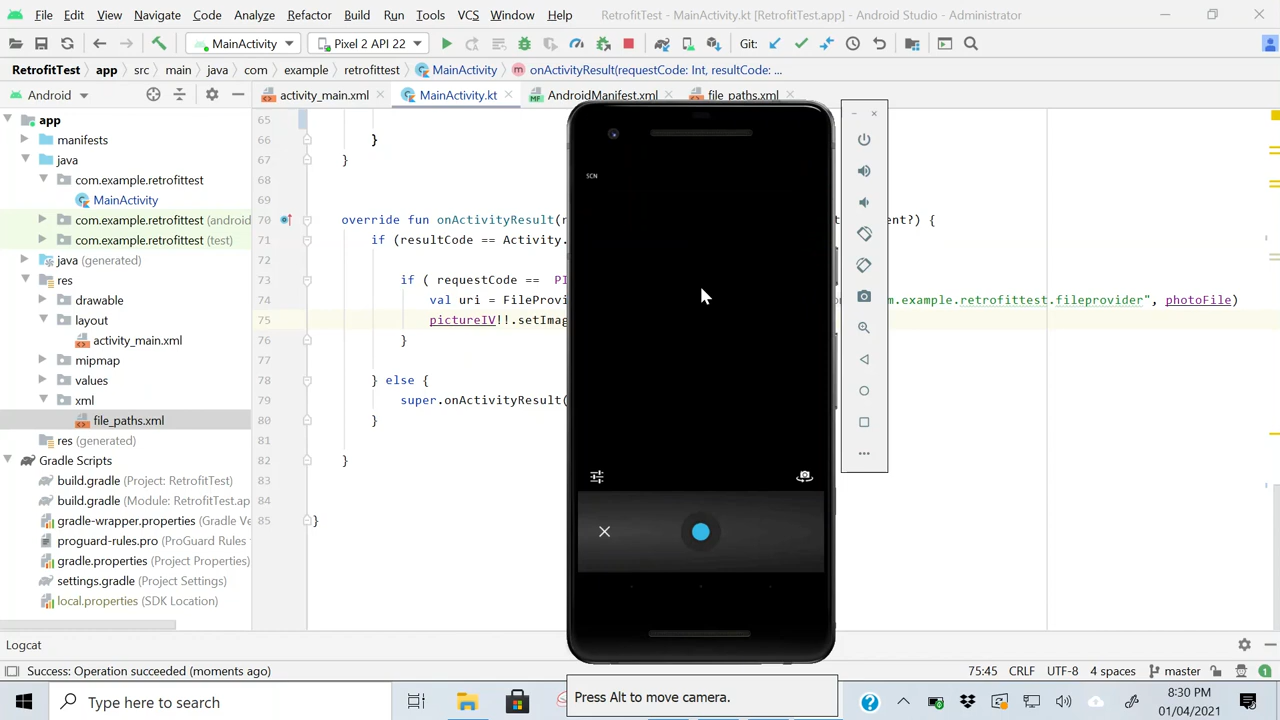 File Edit View Navigate Code Analyze Refactor Build Run Tools VCS Window Help RetrofitTest - MainActivity.kt [RetrofitTest.app] - Android Studio - Administrator
MainActivity Pixel 2 API 22 Git:
RetrofitTest app src main java com example retrofittest MainActivity onActivityResult(requestCode: Int, resultCode: ...
Android activity_main.xml MainActivity.kt AndroidManifest.xml file_paths.xml
app 65
manifests 66 }
java 67 }
com.example.retrofittest 68
MainActivity 69
com.example.retrofittest (android 70 override fun onActivityResult( ent?) {
com.example.retrofittest (test) 71 if (resultCode == Activity.
java (generated) 72
res 73 if ( requestCode == PI
drawable 74 val uri = FileProvi m.example.retrofittest.fileprovider", photoFile)
layout 75 pictureIV!!.setImag
activity_main.xml 76 }
mipmap 77
values 78 } else {
xml 79 super.onActivityResult(
file_paths.xml 80 }
res (generated) 81
Gradle Scripts 82 }
build.gradle (Project: RetrofitTest) 83
build.gradle (Module: RetrofitTest.ap 84
gradle-wrapper.properties (Gradle Ve 85 }
proguard-rules.pro (ProGuard Rules
gradle.properties (Project Properties)
settings.gradle (Project Settings)
local.properties (SDK Location)
SCN
Logcat
Success: Operation succeeded (moments ago) 75:45 CRLF UTF-8 4 spaces master
Press Alt to move camera.
Type here to search
8:30 PM
01/04/2021